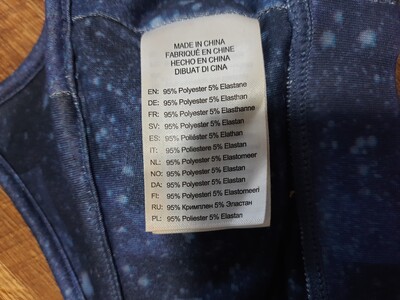 MADE IN CHINA
FABRIQUÉ EN CHINE
HECHO EN CHINA
DIBUAT DI CINA
EN: 95% Polyester 5% Elastane
DE: 95% Polyester 5% Elasthan
FR: 95% Polyester 5% Elasthanne
SV: 95% Polyester 5% Elastan
ES: 95% Poliéster 5% Elathan
IT: 95% Poliestere 5% Elastan
NL: 95% Polyester 5% Elastomeer
NO: 95% Polyester 5% Elastan
DA: 95% Polyester 5% Elastan
FI: 95% Polyesteri 5% Elastomeeri
RU: 95% Кримплен 5% Эластан
PL: 95% Poliester 5% Elastan